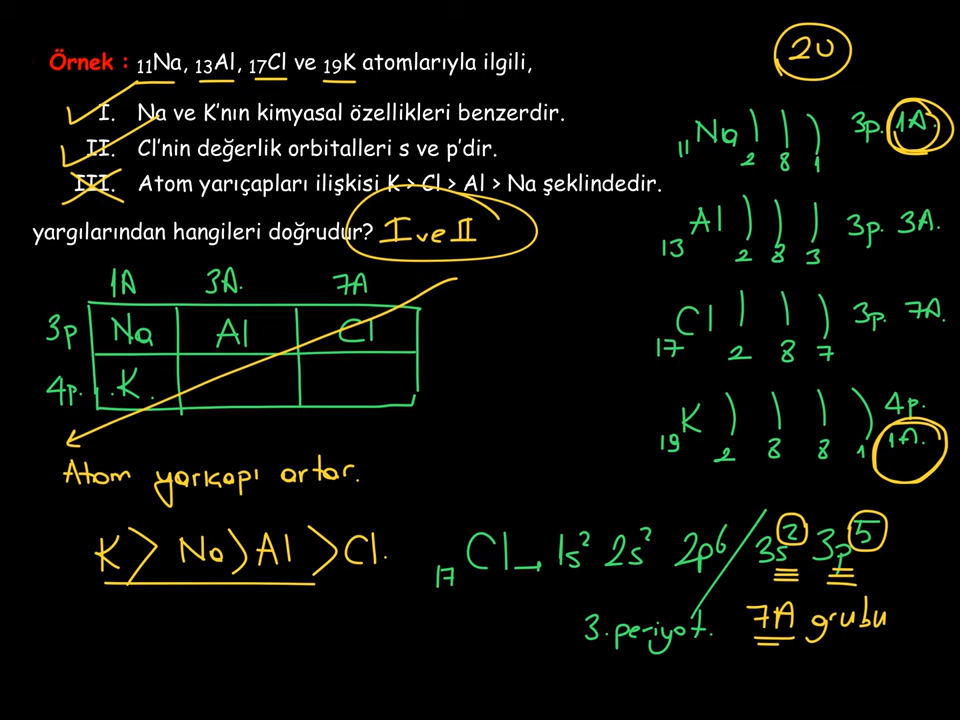 Örnek : 11Na, 13Al, 17Cl ve 19K atomlarıyla ilgili,
I. Na ve K'nın kimyasal özellikleri benzerdir.
II. Cl'nin değerlik orbitalleri s ve p'dir.
III. Atom yarıçapları ilişkisi K > Cl > Al > Na şeklindedir.
yargılarından hangileri doğrudur? I ve II
20
11Na ) ) ) 3p. 1A.
2 8 1
13Al ) ) ) 3p. 3A.
2 8 3
17Cl ) ) ) 3p. 7A.
2 8 7
19K ) ) ) ) 4p. 1A.
2 8 8 1
1A 3A. 7A
3p Na Al Cl
4p. K
Atom yarıçapı artar.
K > Na > Al > Cl.
17Cl → 1s² 2s² 2p⁶ / 3s² 3p⁵
3. periyot. 7A grubu